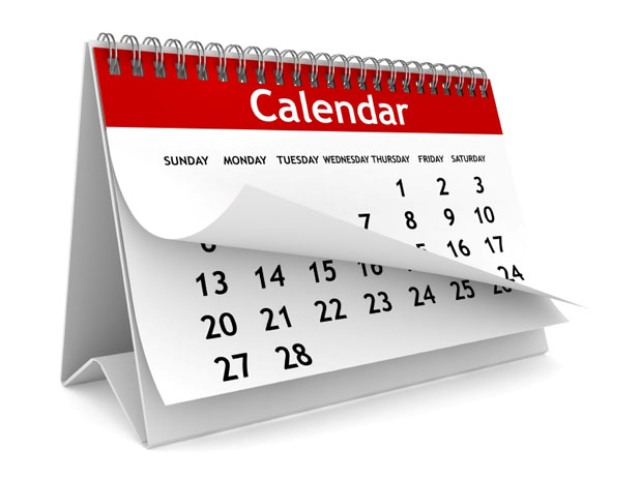 Calendar
SUNDAY MONDAY TUESDAY WEDNESDAY THURSDAY FRIDAY SATURDAY
1 2 3
7 8 9 10
16 17
13 14 15 16 24
20 21 22 23 24 25
27 28